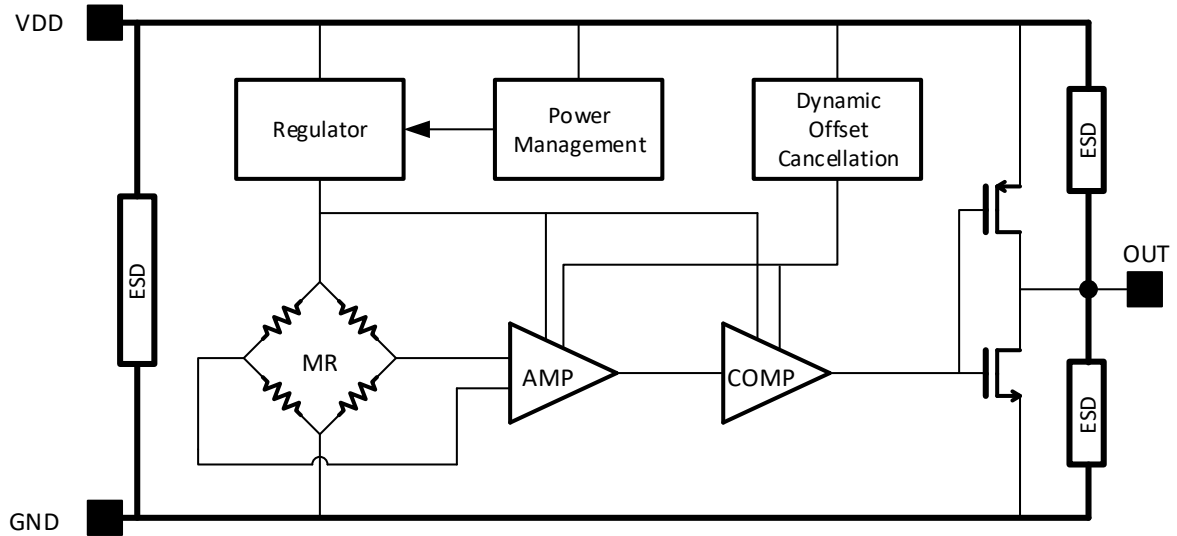 VDD
Regulator
Power
Management
Dynamic
Offset
Cancellation
ESD
ESD
OUT
MR
AMP
COMP
ESD
GND